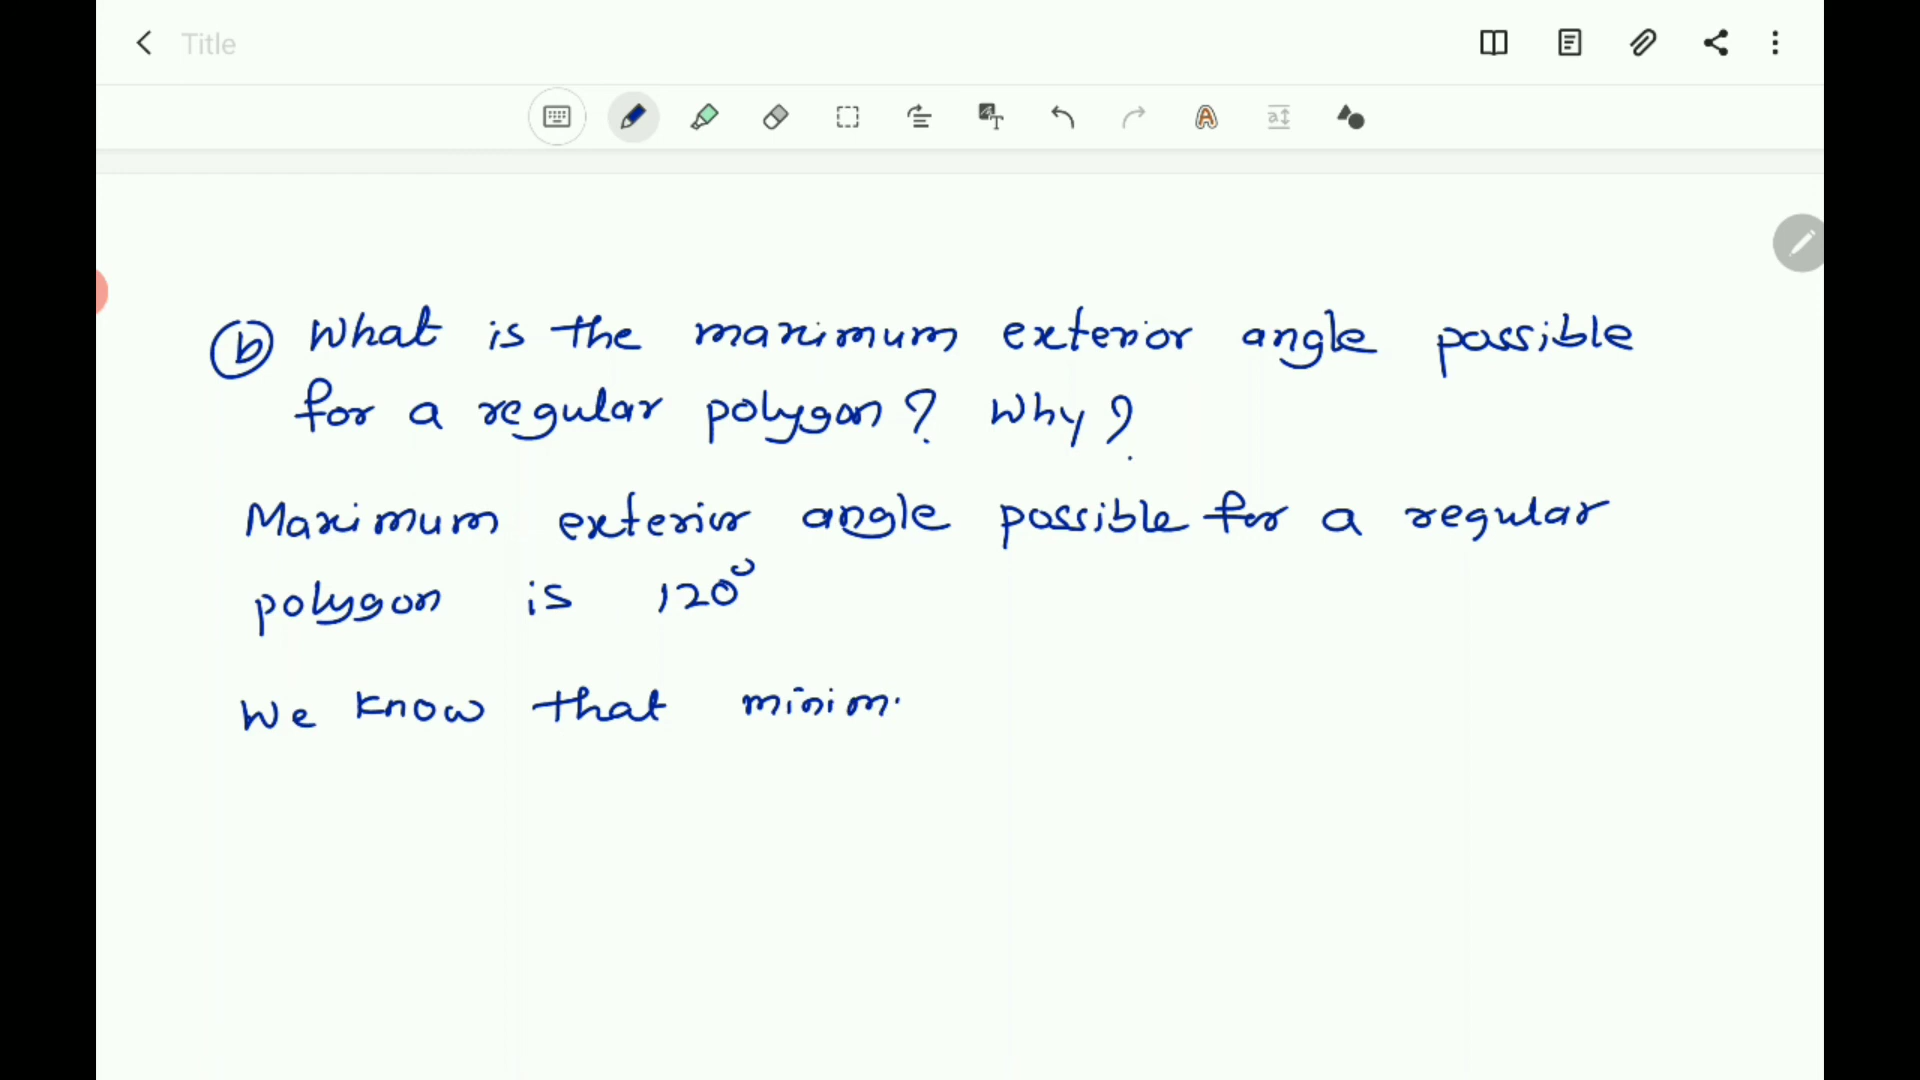 Title
ⓑ What is the maximum exterior angle possible
for a regular polygon? Why?
Maximum exterior angle possible for a regular
polygon is 120°
We know that minim